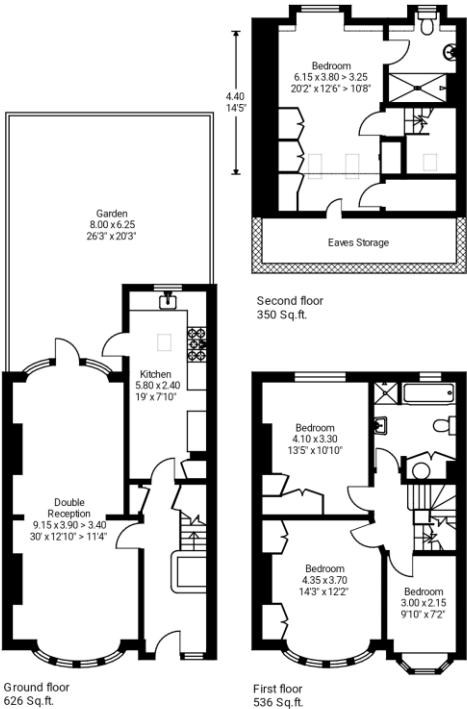 Bedroom
6.15 x 3.80 > 3.25
20'2" x 12'6" > 10'8"
4.40
14'5"
Eaves Storage
Second floor
350 Sq.ft.
Garden
8.00 x 6.25
26'3" x 20'3"
Kitchen
5.80 x 2.40
19' x 7'10"
Double
Reception
9.15 x 3.90 > 3.40
30' x 12'10" > 11'4"
Ground floor
626 Sq.ft.
Bedroom
4.10 x 3.30
13'5" x 10'10"
Bedroom
4.35 x 3.70
14'3" x 12'2"
Bedroom
3.00 x 2.15
9'10" x 7'2"
First floor
536 Sq.ft.